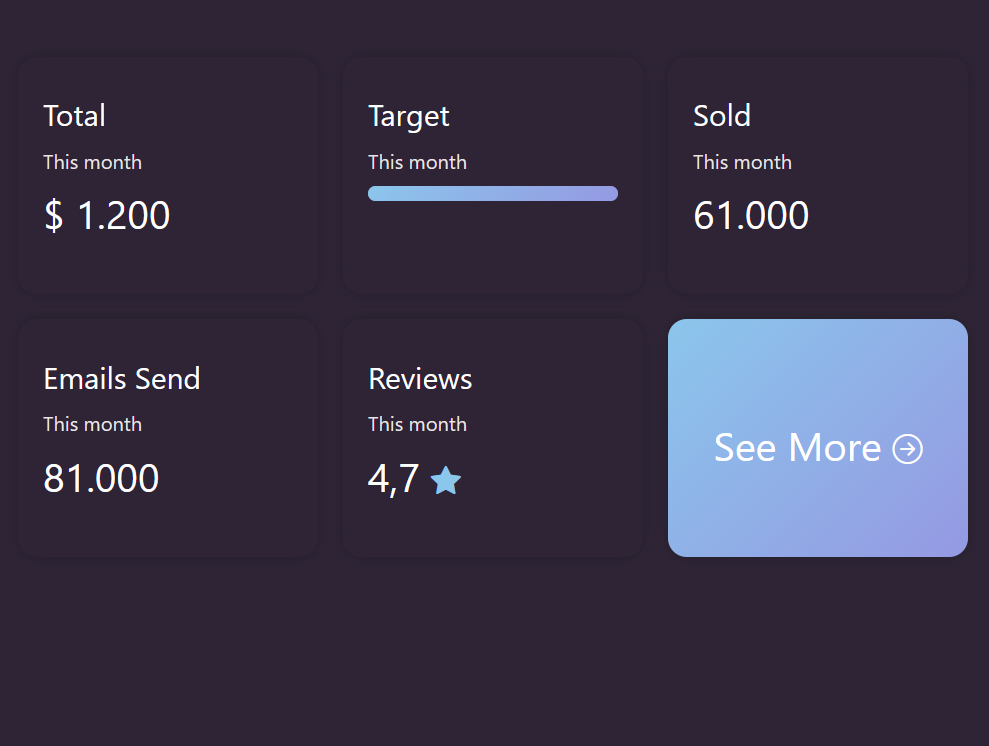 Total
This month
$ 1.200
Target
This month
Sold
This month
61.000
Emails Send
This month
81.000
Reviews
This month
4,7
See More